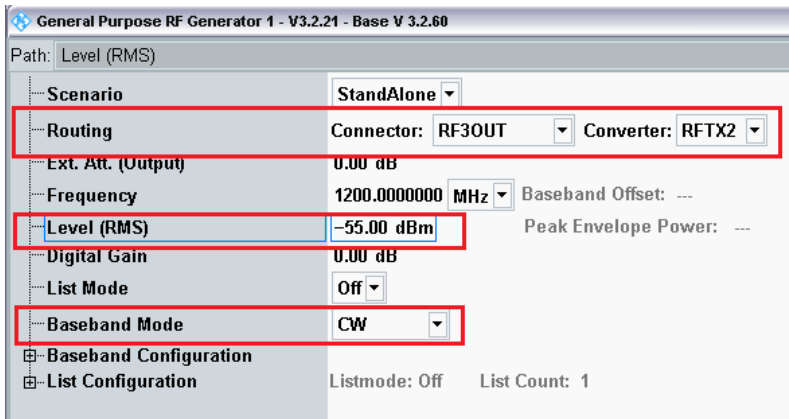 General Purpose RF Generator 1 - V3.2.21 - Base V 3.2.60
Path: Level (RMS)
Scenario StandAlone
Routing Connector: RF3OUT Converter: RFTX2
Ext. Att. (Output) 0.00 dB
Frequency 1200.0000000 MHz Baseband Offset: ---
Level (RMS) -55.00 dBm Peak Envelope Power: ---
Digital Gain 0.00 dB
List Mode Off
Baseband Mode CW
Baseband Configuration
List Configuration Listmode: Off List Count: 1